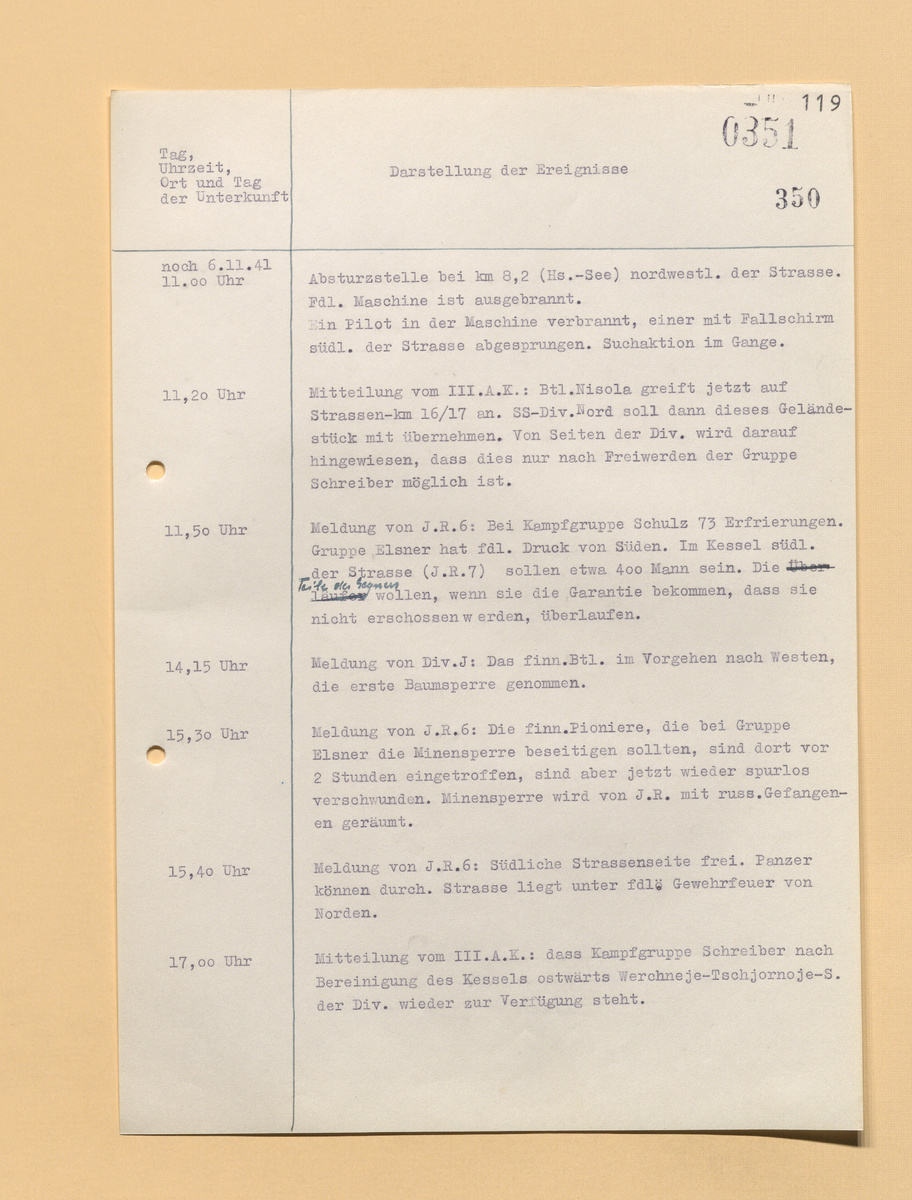 119
0351
350
Tag,
Uhrzeit,
Ort und Tag
der Unterkunft
Darstellung der Ereignisse
noch 6.11.41
11.oo Uhr
Absturzstelle bei km 8,2 (Hs.-See) nordwestl. der Strasse.
Fdl. Maschine ist ausgebrannt.
Ein Pilot in der Maschine verbrannt, einer mit Fallschirm
südl. der Strasse abgesprungen. Suchaktion im Gange.
11,2o Uhr
Mitteilung vom III.A.K.: Btl.Nisola greift jetzt auf
Strassen-km 16/17 an. SS-Div.Nord soll dann dieses Gelände-
stück mit übernehmen. Von Seiten der Div. wird darauf
hingewiesen, dass dies nur nach Freiwerden der Gruppe
Schreiber möglich ist.
11,5o Uhr
Meldung von J.R.6: Bei Kampfgruppe Schulz 73 Erfrierungen.
Gruppe Elsner hat fdl. Druck von Süden. Im Kessel südl.
der Strasse (J.R.7) sollen etwa 4oo Mann sein. Die Über-
Teile des Gegners
läufer wollen, wenn sie die Garantie bekommen, dass sie
nicht erschossen w erden, überlaufen.
14,15 Uhr
Meldung von Div.J: Das finn.Btl. im Vorgehen nach Westen,
die erste Baumsperre genommen.
15,3o Uhr
Meldung von J.R.6: Die finn.Pioniere, die bei Gruppe
Elsner die Minensperre beseitigen sollten, sind dort vor
2 Stunden eingetroffen, sind aber jetzt wieder spurlos
verschwunden. Minensperre wird von J.R. mit russ.Gefangen-
en geräumt.
15,4o Uhr
Meldung von J.R.6: Südliche Strassenseite frei. Panzer
können durch. Strasse liegt unter fdl. Gewehrfeuer von
Norden.
17,oo Uhr
Mitteilung vom III.A.K.: dass Kampfgruppe Schreiber nach
Bereinigung des Kessels ostwärts Werchneje-Tschjornoje-S.
der Div. wieder zur Verfügung steht.